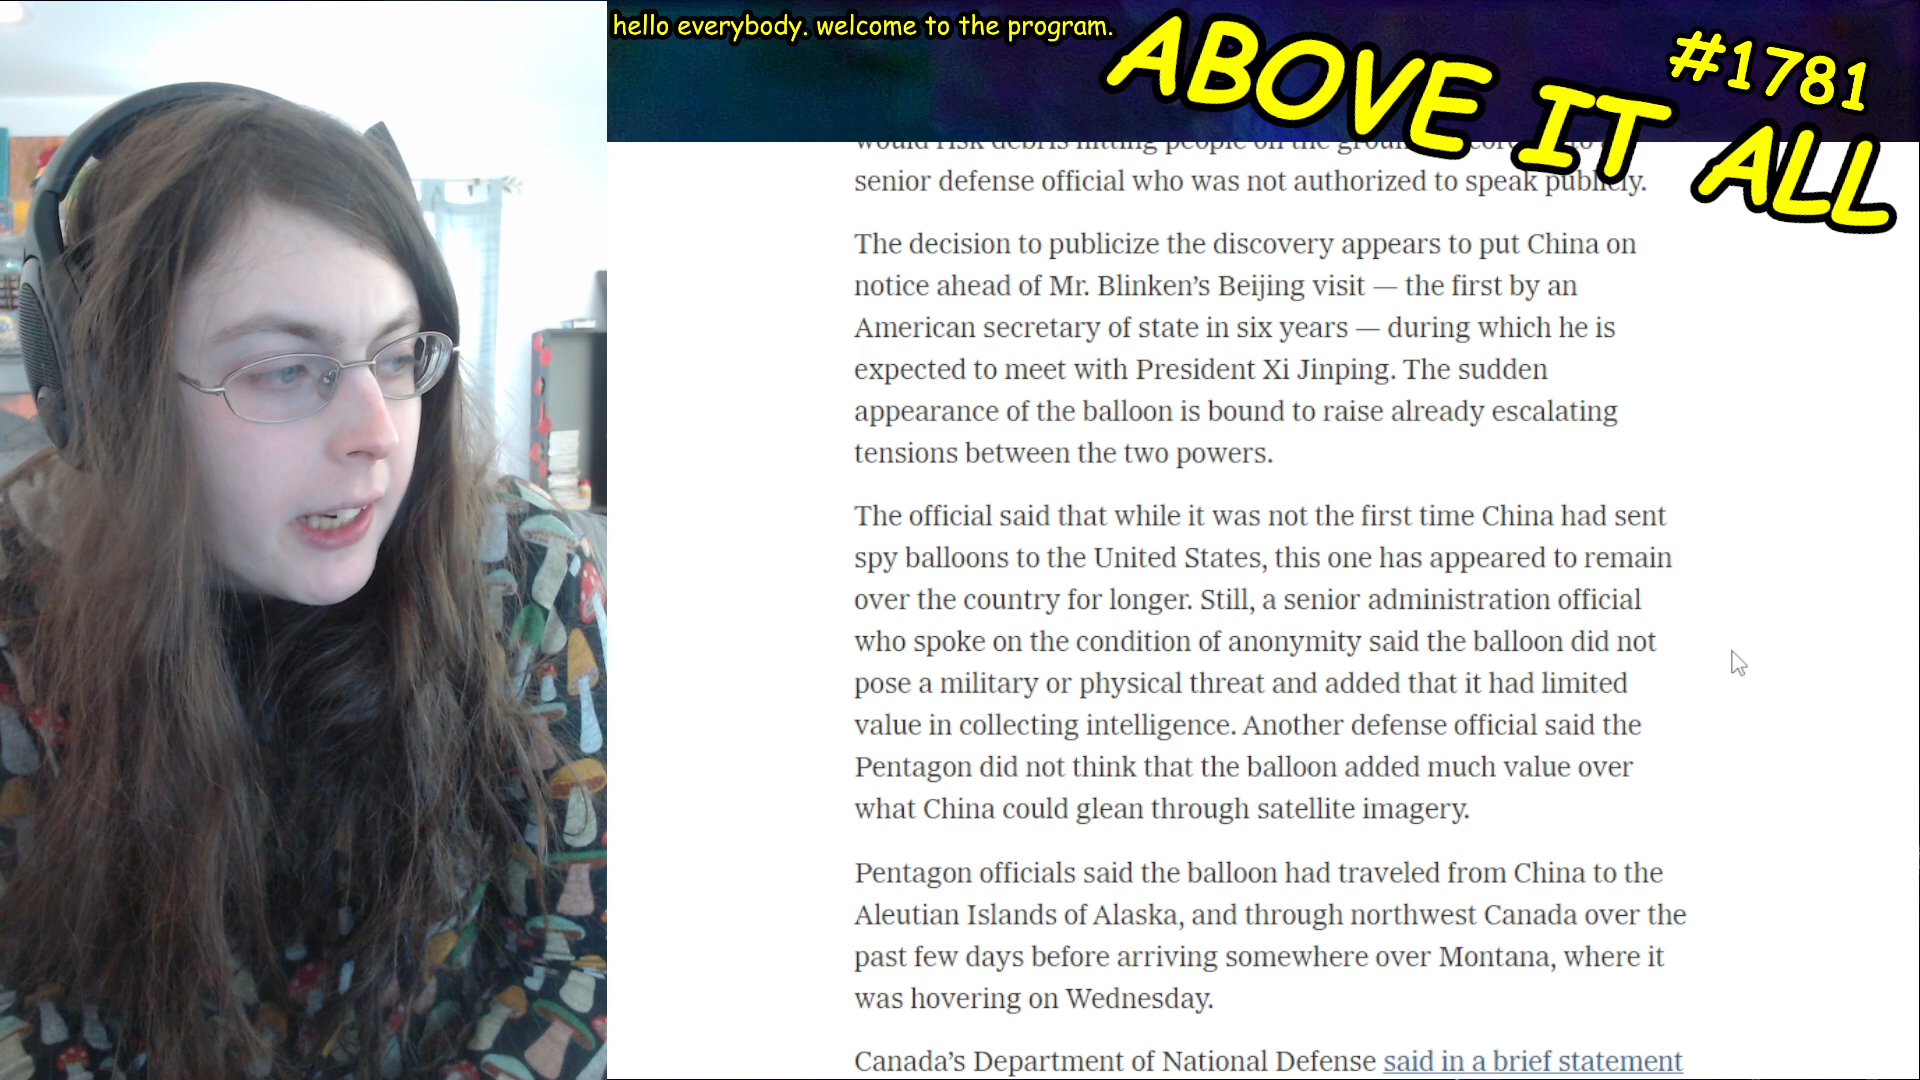 hello everybody. welcome to the program.
ABOVE IT ALL
#1781
would risk debris hitting people on the
senior defense official who was not authorized to speak publicly.
The decision to publicize the discovery appears to put China on
notice ahead of Mr. Blinken’s Beijing visit — the first by an
American secretary of state in six years — during which he is
expected to meet with President Xi Jinping. The sudden
appearance of the balloon is bound to raise already escalating
tensions between the two powers.
The official said that while it was not the first time China had sent
spy balloons to the United States, this one has appeared to remain
over the country for longer. Still, a senior administration official
who spoke on the condition of anonymity said the balloon did not
pose a military or physical threat and added that it had limited
value in collecting intelligence. Another defense official said the
Pentagon did not think that the balloon added much value over
what China could glean through satellite imagery.
Pentagon officials said the balloon had traveled from China to the
Aleutian Islands of Alaska, and through northwest Canada over the
past few days before arriving somewhere over Montana, where it
was hovering on Wednesday.
Canada’s Department of National Defense said in a brief statement